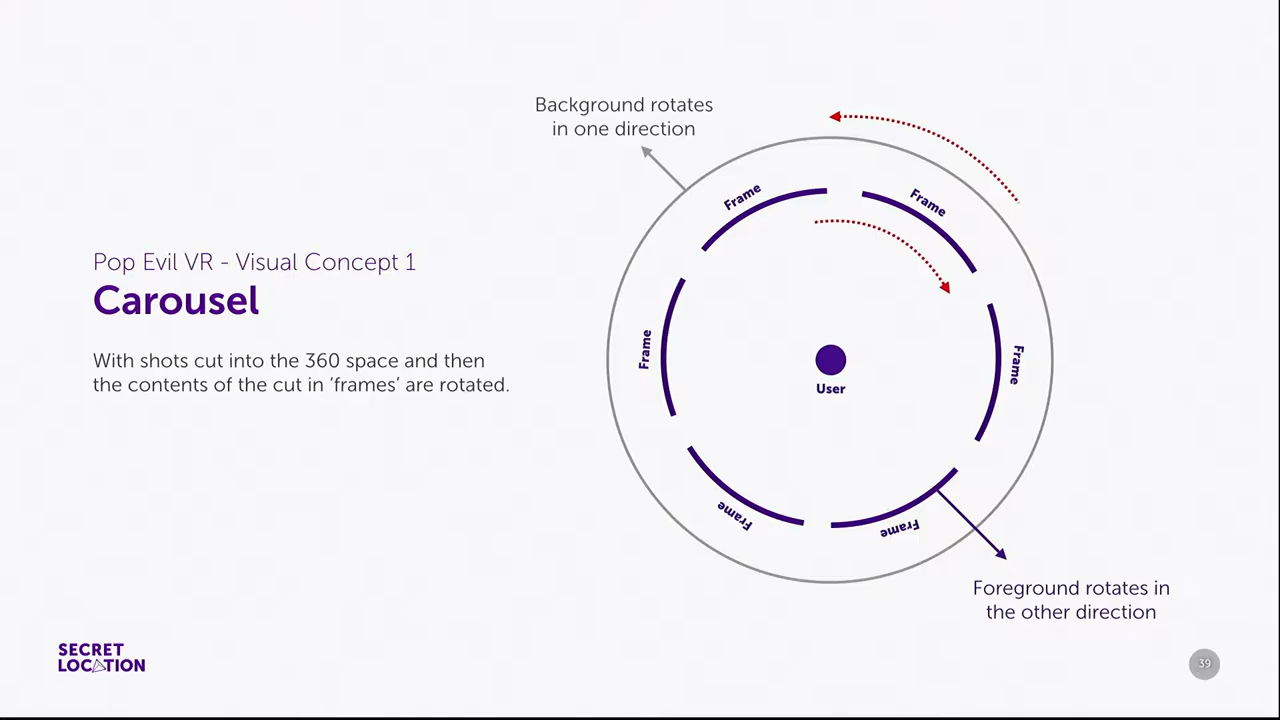 Background rotates
in one direction
Frame
Frame
Pop Evil VR - Visual Concept 1
Carousel
With shots cut into the 360 space and then
the contents of the cut in ‘frames’ are rotated.
Frame
Frame
User
Frame
Frame
Foreground rotates in
the other direction
SECRET
LOCATION
39